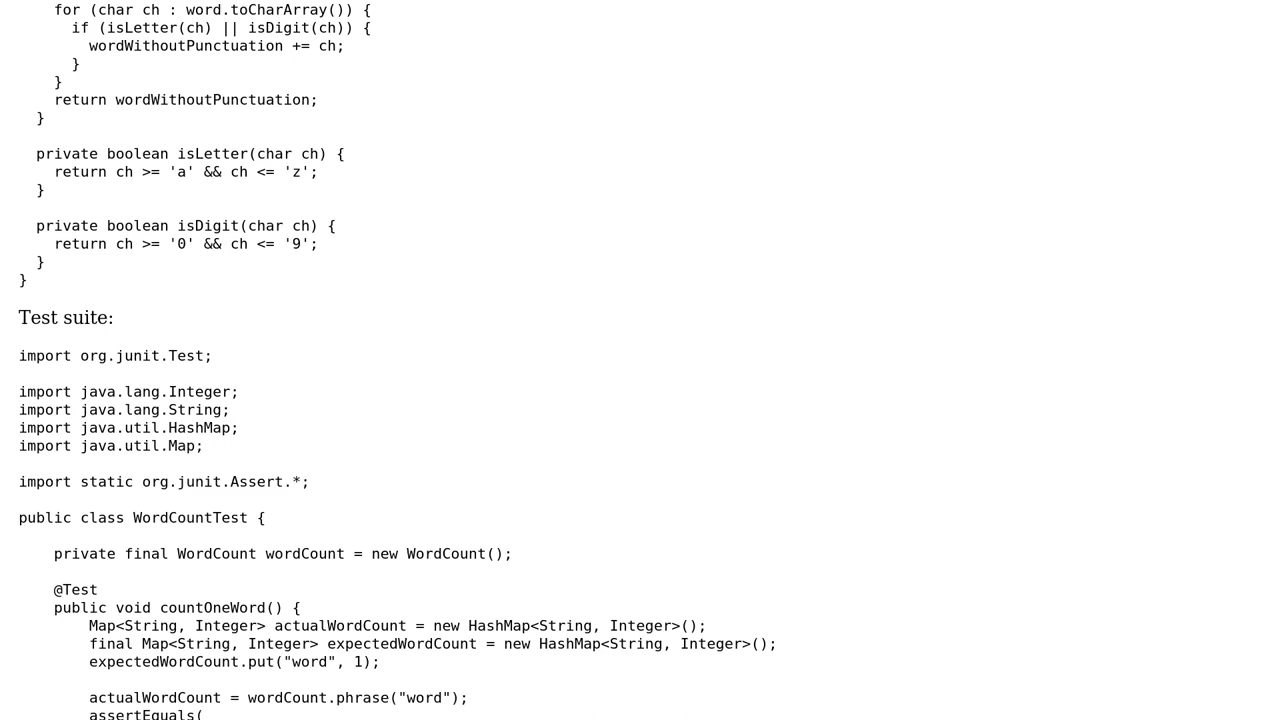 for (char ch : word.toCharArray()) {
      if (isLetter(ch) || isDigit(ch)) {
        wordWithoutPunctuation += ch;
      }
    }
    return wordWithoutPunctuation;
  }

  private boolean isLetter(char ch) {
    return ch >= 'a' && ch <= 'z';
  }

  private boolean isDigit(char ch) {
    return ch >= '0' && ch <= '9';
  }
}
Test suite:
import org.junit.Test;

import java.lang.Integer;
import java.lang.String;
import java.util.HashMap;
import java.util.Map;

import static org.junit.Assert.*;

public class WordCountTest {

    private final WordCount wordCount = new WordCount();

    @Test
    public void countOneWord() {
        Map<String, Integer> actualWordCount = new HashMap<String, Integer>();
        final Map<String, Integer> expectedWordCount = new HashMap<String, Integer>();
        expectedWordCount.put("word", 1);

        actualWordCount = wordCount.phrase("word");
        assertEquals(